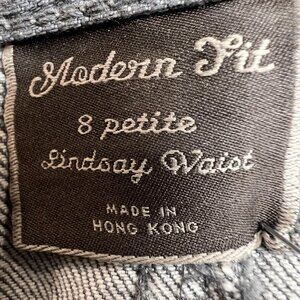 Modern Fit
8 petite
Lindsay Waist
MADE IN
HONG KONG